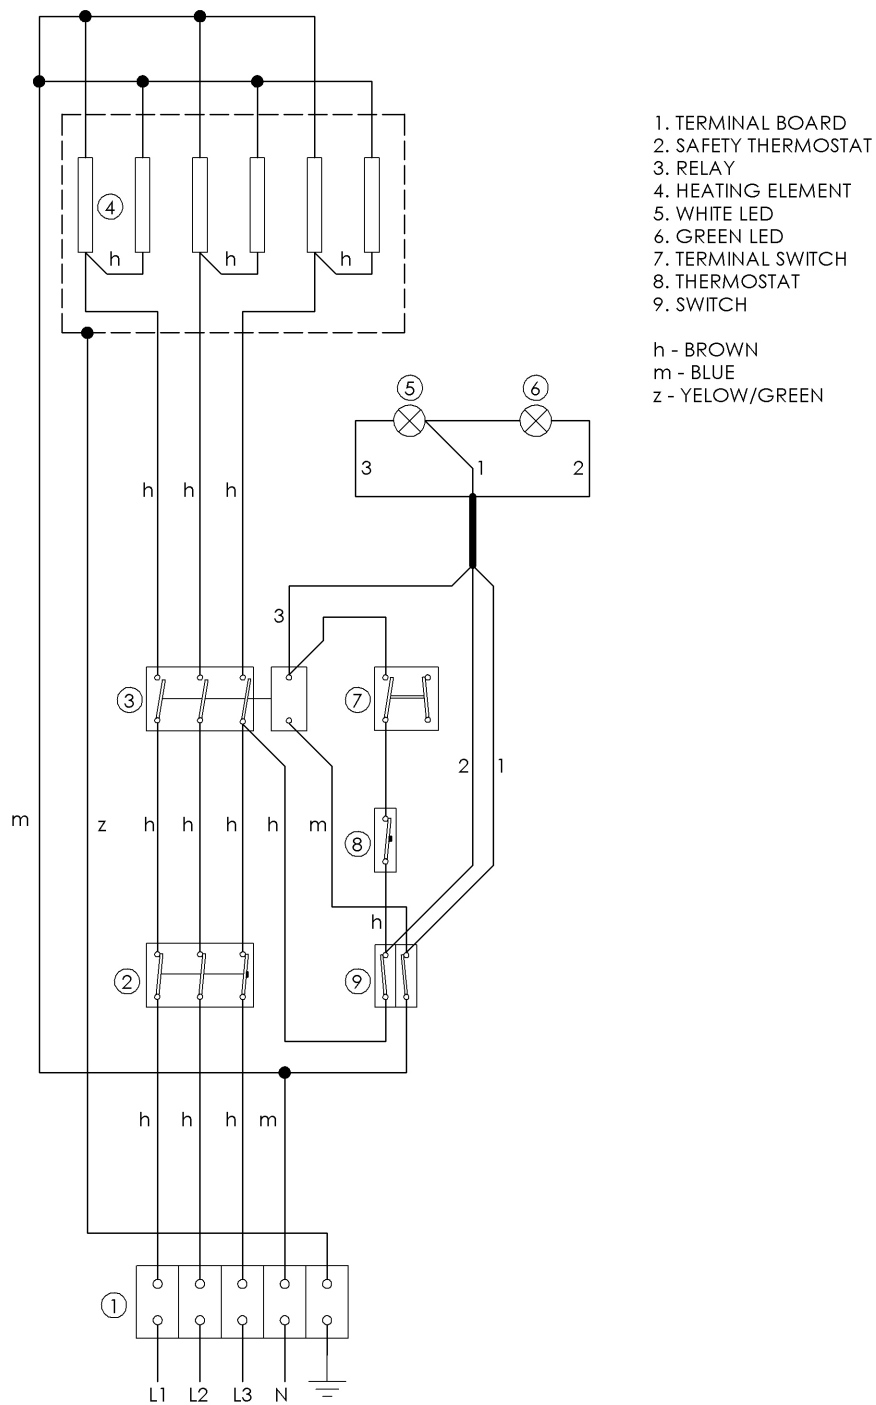 1. TERMINAL BOARD
2. SAFETY THERMOSTAT
3. RELAY
4. HEATING ELEMENT
5. WHITE LED
6. GREEN LED
7. TERMINAL SWITCH
8. THERMOSTAT
9. SWITCH
h - BROWN
m - BLUE
z - YELOW/GREEN
4
h h h
5 6
3 1 2
h h h
3
3 7
2 1
m z h h h h m
8
h
2 9
h h h m
1
L1 L2 L3 N